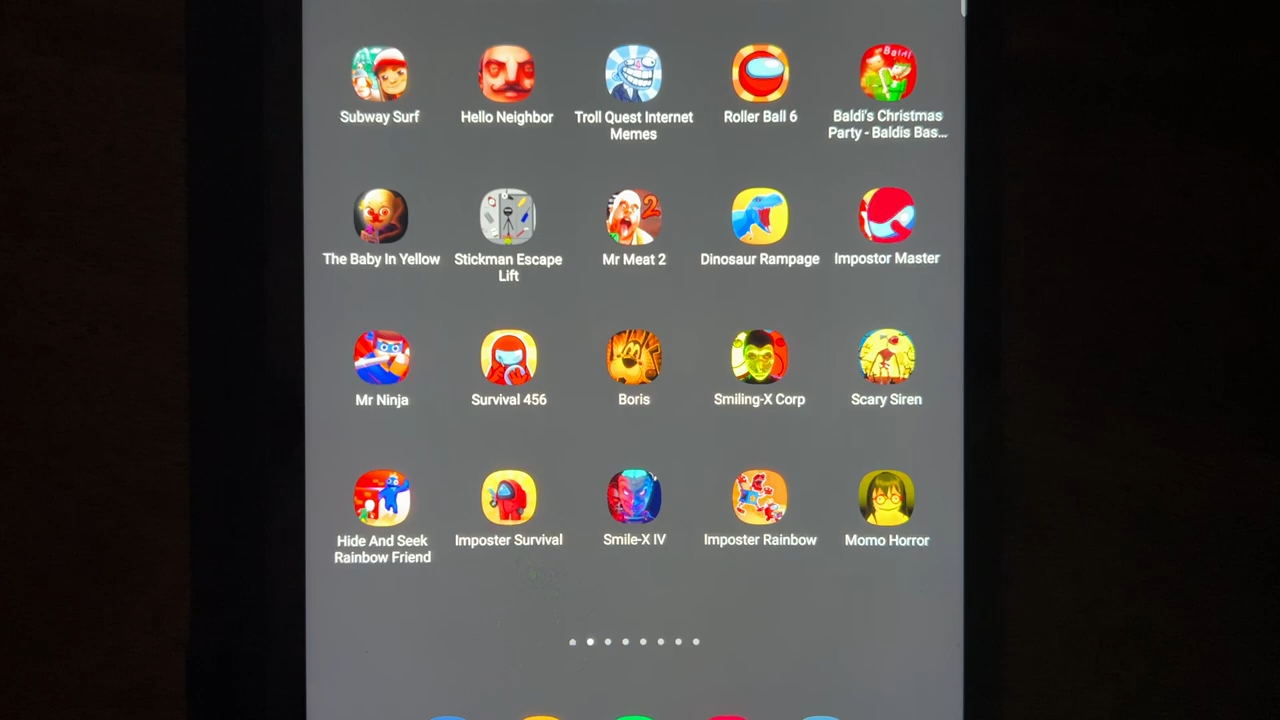 Subway Surf
Hello Neighbor
Troll Quest Internet
Memes
Roller Ball 6
Baldi's Christmas
Party - Baldis Bas...
Baldi
The Baby In Yellow
Stickman Escape
Lift
Mr Meat 2
2
Dinosaur Rampage
Impostor Master
Mr Ninja
Survival 456
Boris
Smiling-X Corp
Scary Siren
Hide And Seek
Rainbow Friend
Imposter Survival
Smile-X IV
Imposter Rainbow
Momo Horror